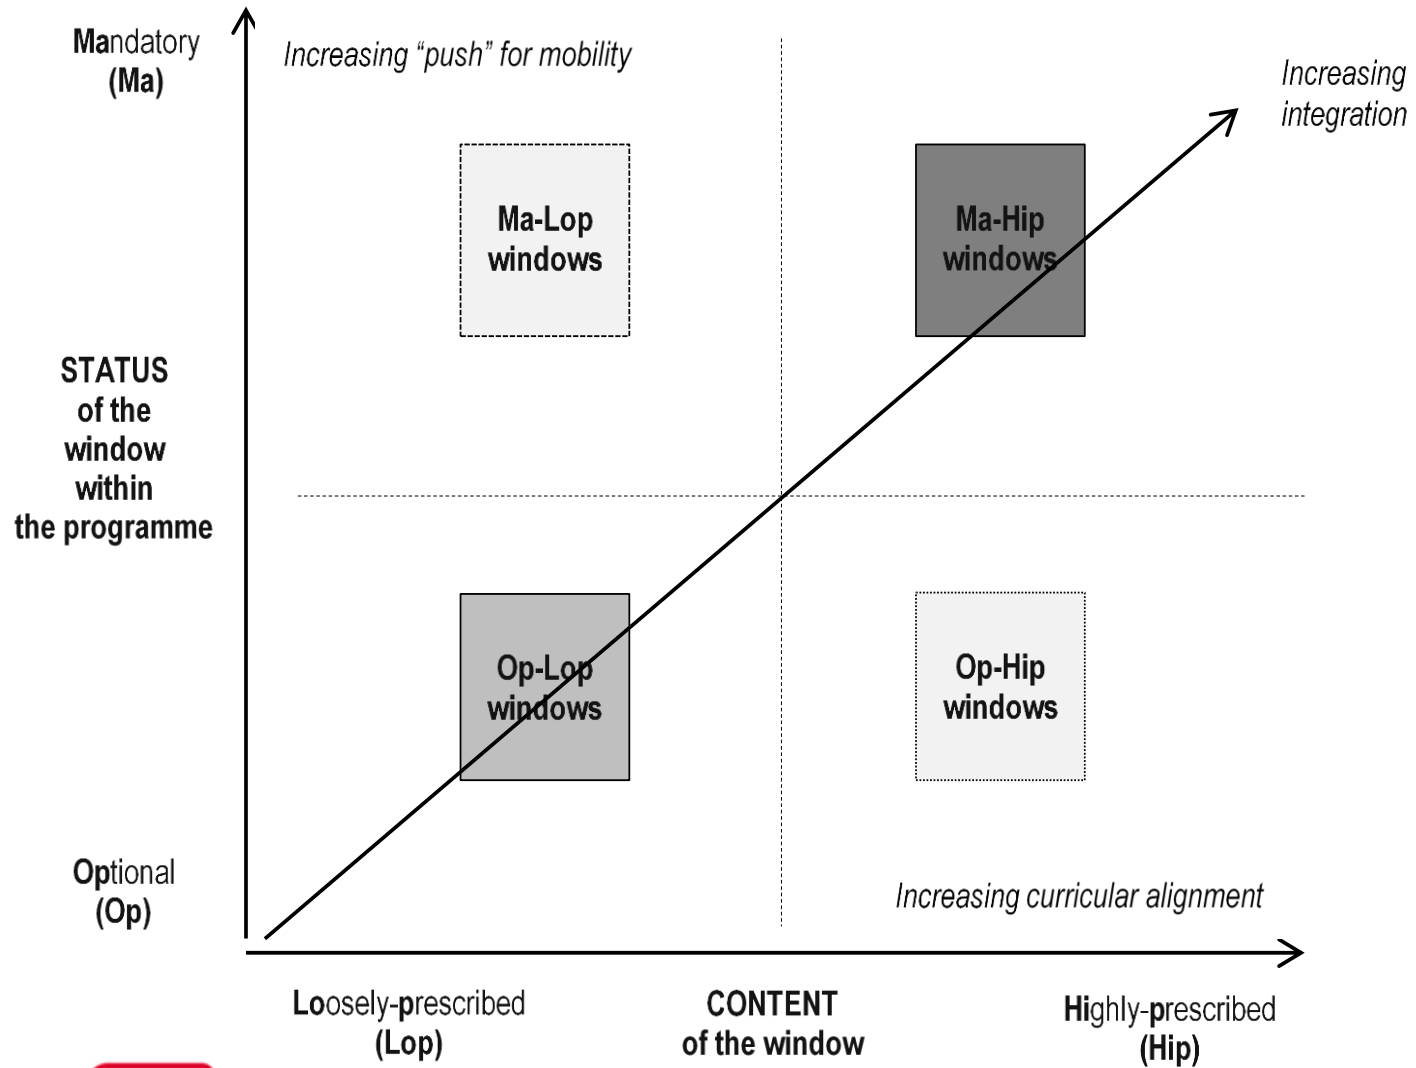 Mandatory
(Ma)
Increasing “push” for mobility
Increasing
integration
Ma-Lop
windows
Ma-Hip
windows
STATUS
of the
window
within
the programme
Op-Lop
windows
Op-Hip
windows
Optional
(Op)
Increasing curricular alignment
Loosely-prescribed
(Lop)
CONTENT
of the window
Highly-prescribed
(Hip)